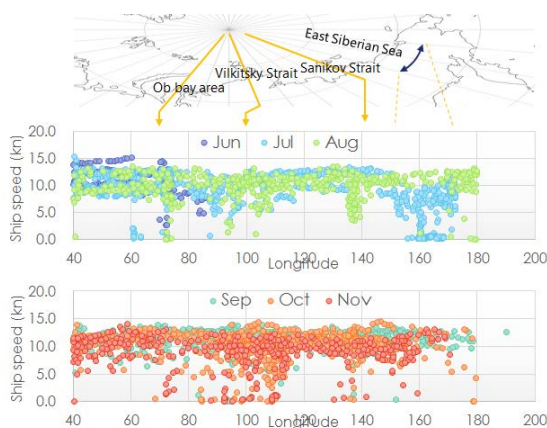 East Siberian Sea
Vilkitsky Strait
Sanikov Strait
Ob bay area
20.0
Jun
Jul
Aug
15.0
10.0
5.0
0.0
Ship speed (kn)
40
60
80
100
120
140
160
180
200
Longitude
20.0
Sep
Oct
Nov
15.0
10.0
5.0
0.0
Ship speed (kn)
40
60
80
100
120
140
160
180
200
Longitude